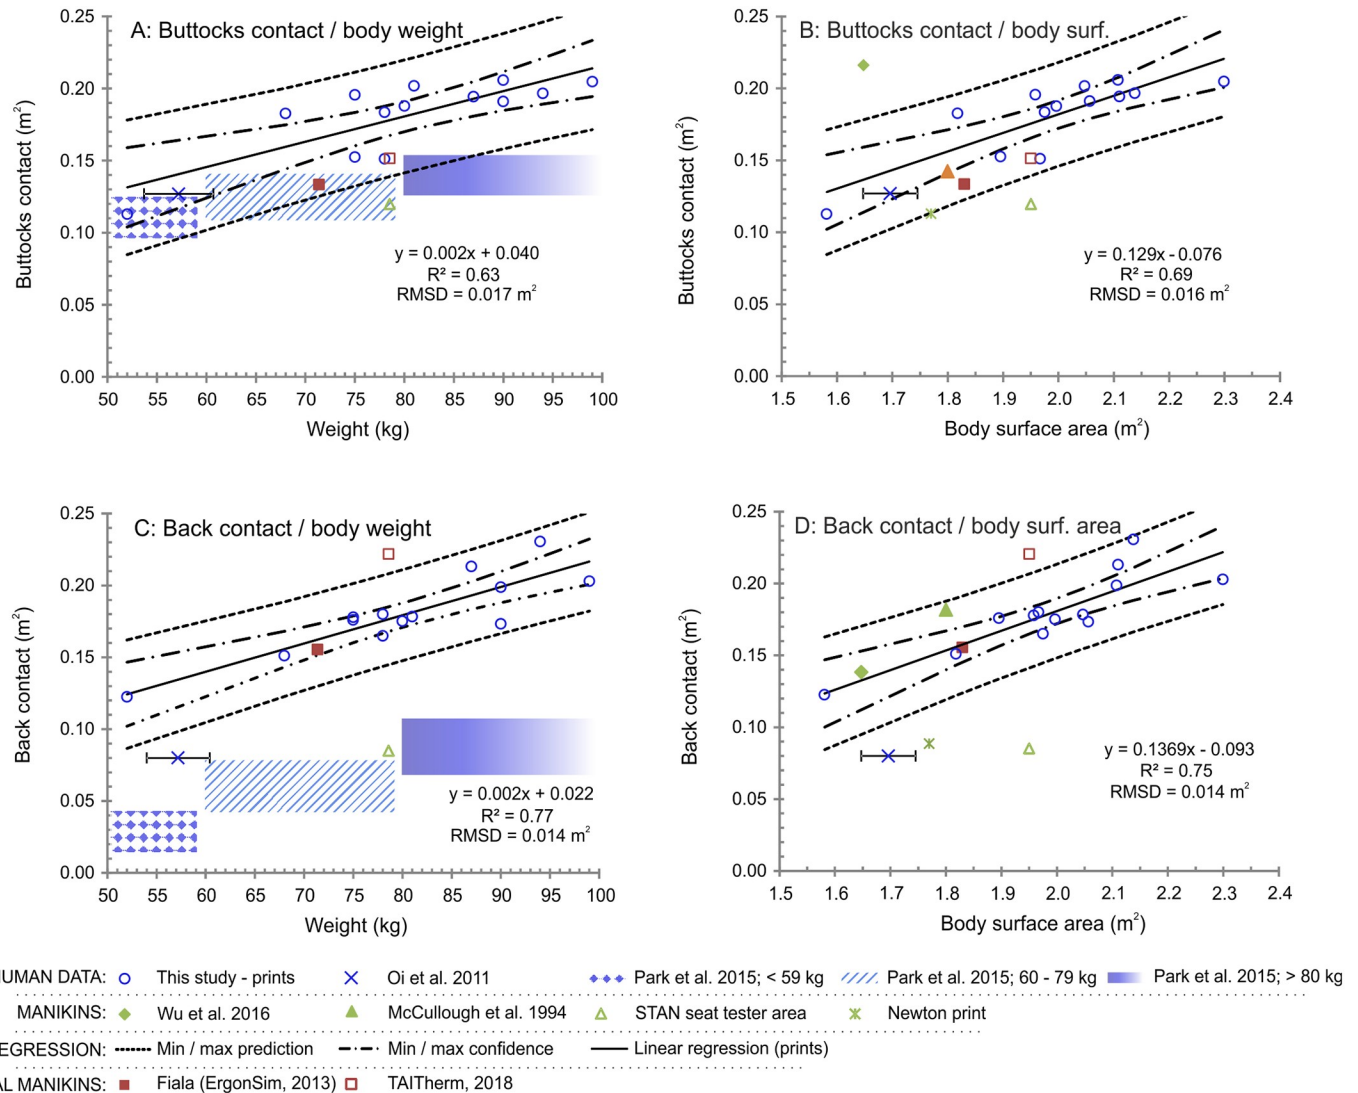 A: Buttocks contact / body weight
Buttocks contact (m²)
0.25
0.20
0.15
0.10
0.05
0.00
y = 0.002x + 0.040
R² = 0.63
RMSD = 0.017 m²
50 55 60 65 70 75 80 85 90 95 100
Weight (kg)
B: Buttocks contact / body surf.
Buttocks contact (m²)
0.25
0.20
0.15
0.10
0.05
0.00
y = 0.129x - 0.076
R² = 0.69
RMSD = 0.016 m²
1.5 1.6 1.7 1.8 1.9 2.0 2.1 2.2 2.3 2.4
Body surface area (m²)
C: Back contact / body weight
Back contact (m²)
0.25
0.20
0.15
0.10
0.05
0.00
y = 0.002x + 0.022
R² = 0.77
RMSD = 0.014 m²
50 55 60 65 70 75 80 85 90 95 100
Weight (kg)
D: Back contact / body surf. area
Back contact (m²)
0.25
0.20
0.15
0.10
0.05
0.00
y = 0.1369x - 0.093
R² = 0.75
RMSD = 0.014 m²
1.5 1.6 1.7 1.8 1.9 2.0 2.1 2.2 2.3 2.4
Body surface area (m²)
HUMAN DATA: This study - prints Oi et al. 2011 Park et al. 2015; < 59 kg Park et al. 2015; 60 - 79 kg Park et al. 2015; > 80 kg
MANIKINS: Wu et al. 2016 McCullough et al. 1994 STAN seat tester area Newton print
EGRESSION: Min / max prediction Min / max confidence Linear regression (prints)
AL MANIKINS: Fiala (ErgonSim, 2013) TAITherm, 2018